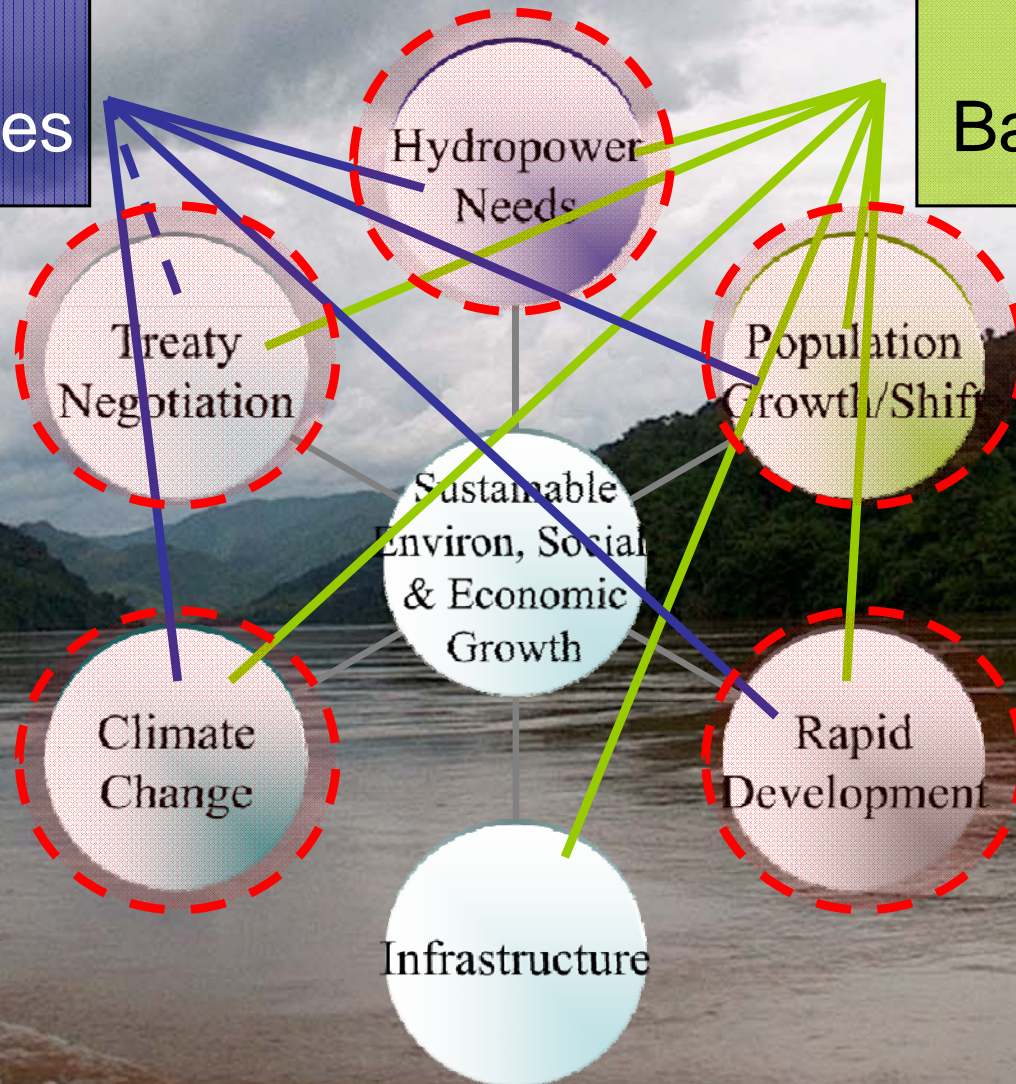 es
Ba
Hydropower
Needs
Treaty
Negotiation
Population
Growth/Shift
Sustainable
Environ, Social
& Economic
Growth
Climate
Change
Rapid
Development
Infrastructure